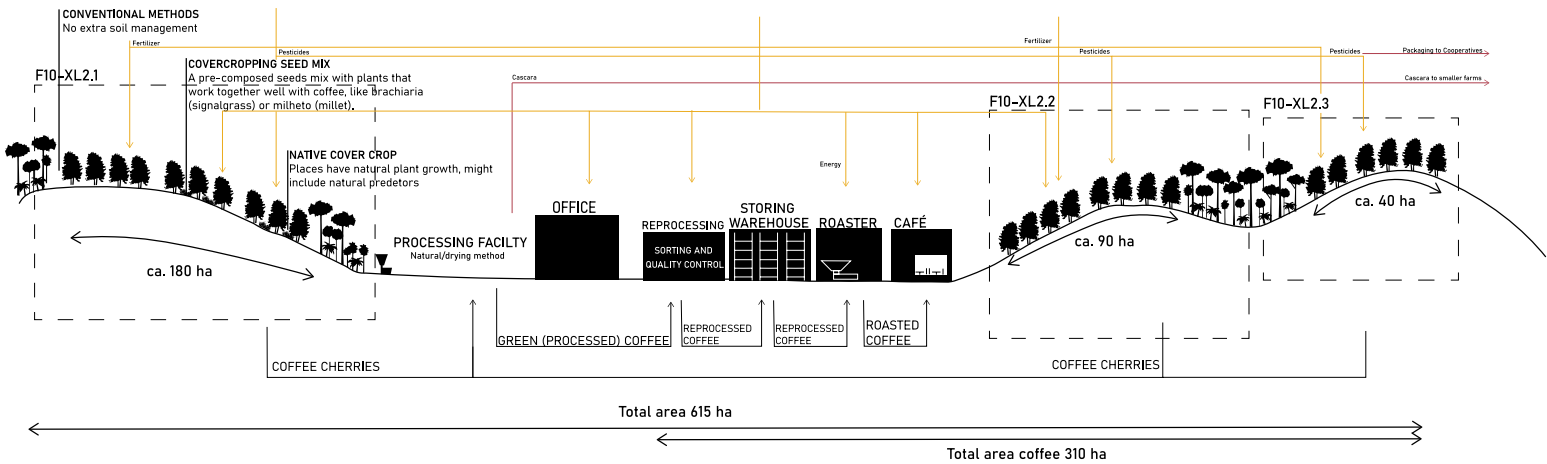 CONVENTIONAL METHODS
No extra soil management
Fertilizer
Fertilizer
Pesticides
Pesticides
Pesticides
Packaging to Cooperatives
COVERCROPPING SEED MIX
A pre-composed seeds mix with plants that
work together well with coffee, like brachiaria
(signalgrass) or milheto (millet).
F10-XL2.1
Cascara
Cascara to smaller farms
F10-XL2.2
F10-XL2.3
NATIVE COVER CROP
Places have natural plant growth, might
include natural predetors
Energy
OFFICE
STORING
WAREHOUSE
REPROCESSING
ROASTER
CAFÉ
PROCESSING FACILTY
Natural/drying method
SORTING AND
QUALITY CONTROL
ca. 180 ha
ca. 90 ha
ca. 40 ha
GREEN (PROCESSED) COFFEE
REPROCESSED
COFFEE
REPROCESSED
COFFEE
ROASTED
COFFEE
COFFEE CHERRIES
COFFEE CHERRIES
Total area 615 ha
Total area coffee 310 ha